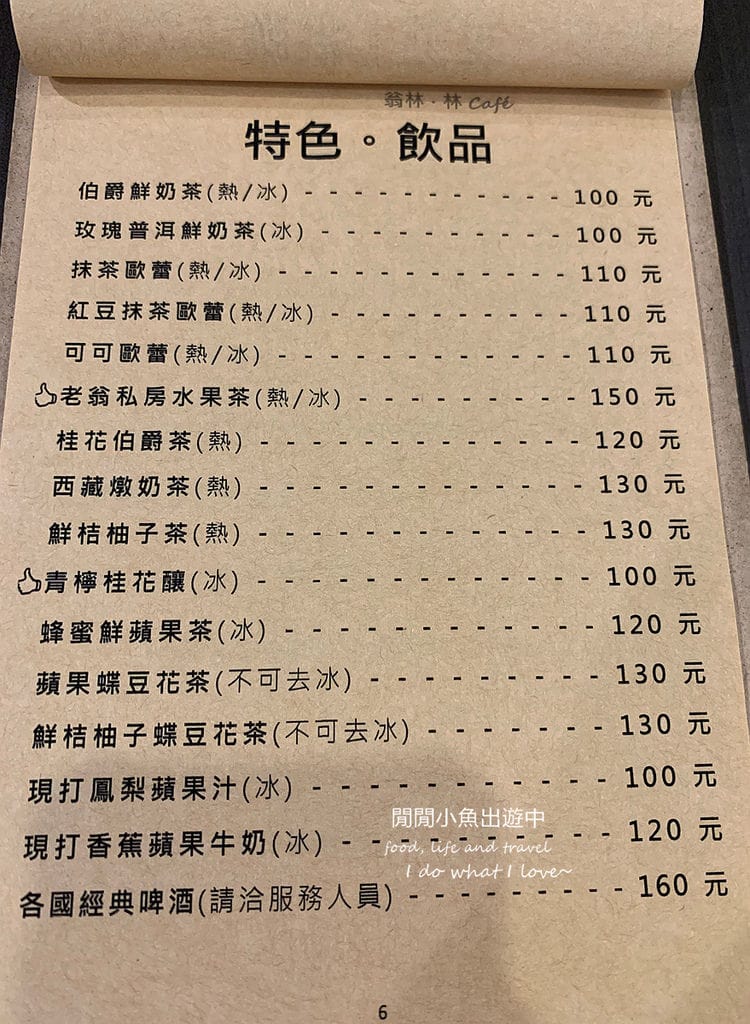 翁林·林 Café
特色。飲品
伯爵鮮奶茶(熱/冰) - - - - - - - - - - - 100 元
玫瑰普洱鮮奶茶(冰) - - - - - - - - - - 100 元
抹茶歐蕾(熱/冰) - - - - - - - - - - - - 110 元
紅豆抹茶歐蕾(熱/冰) - - - - - - - - - - 110 元
可可歐蕾(熱/冰) - - - - - - - - - - - - 110 元
老翁私房水果茶(熱/冰) - - - - - - - - - 150 元
桂花伯爵茶(熱) - - - - - - - - - - - - - 120 元
西藏燉奶茶(熱) - - - - - - - - - - - - - 130 元
鮮桔柚子茶(熱) - - - - - - - - - - - - - 130 元
青檸桂花釀(冰) - - - - - - - - - - - - - 100 元
蜂蜜鮮蘋果茶(冰) - - - - - - - - - - - - 120 元
蘋果蝶豆花茶(不可去冰) - - - - - - - - - 130 元
鮮桔柚子蝶豆花茶(不可去冰) - - - - - - - 130 元
現打鳳梨蘋果汁(冰) - - - - - - - - - - - 100 元
現打香蕉蘋果牛奶(冰) - - - - - - - - - - 120 元
閒閒小魚出遊中
food, life and travel
I do what I love~
各國經典啤酒(請洽服務人員) - - - - - - - - 160 元
6